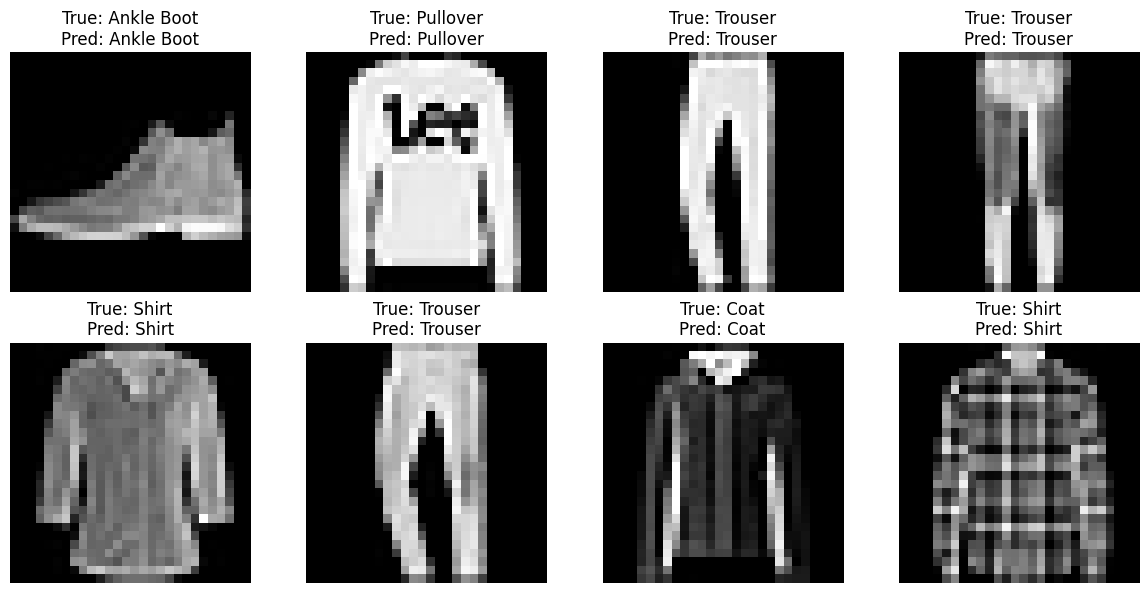 True: Ankle Boot
Pred: Ankle Boot
True: Pullover
Pred: Pullover
True: Trouser
Pred: Trouser
True: Trouser
Pred: Trouser
True: Shirt
Pred: Shirt
True: Trouser
Pred: Trouser
True: Coat
Pred: Coat
True: Shirt
Pred: Shirt